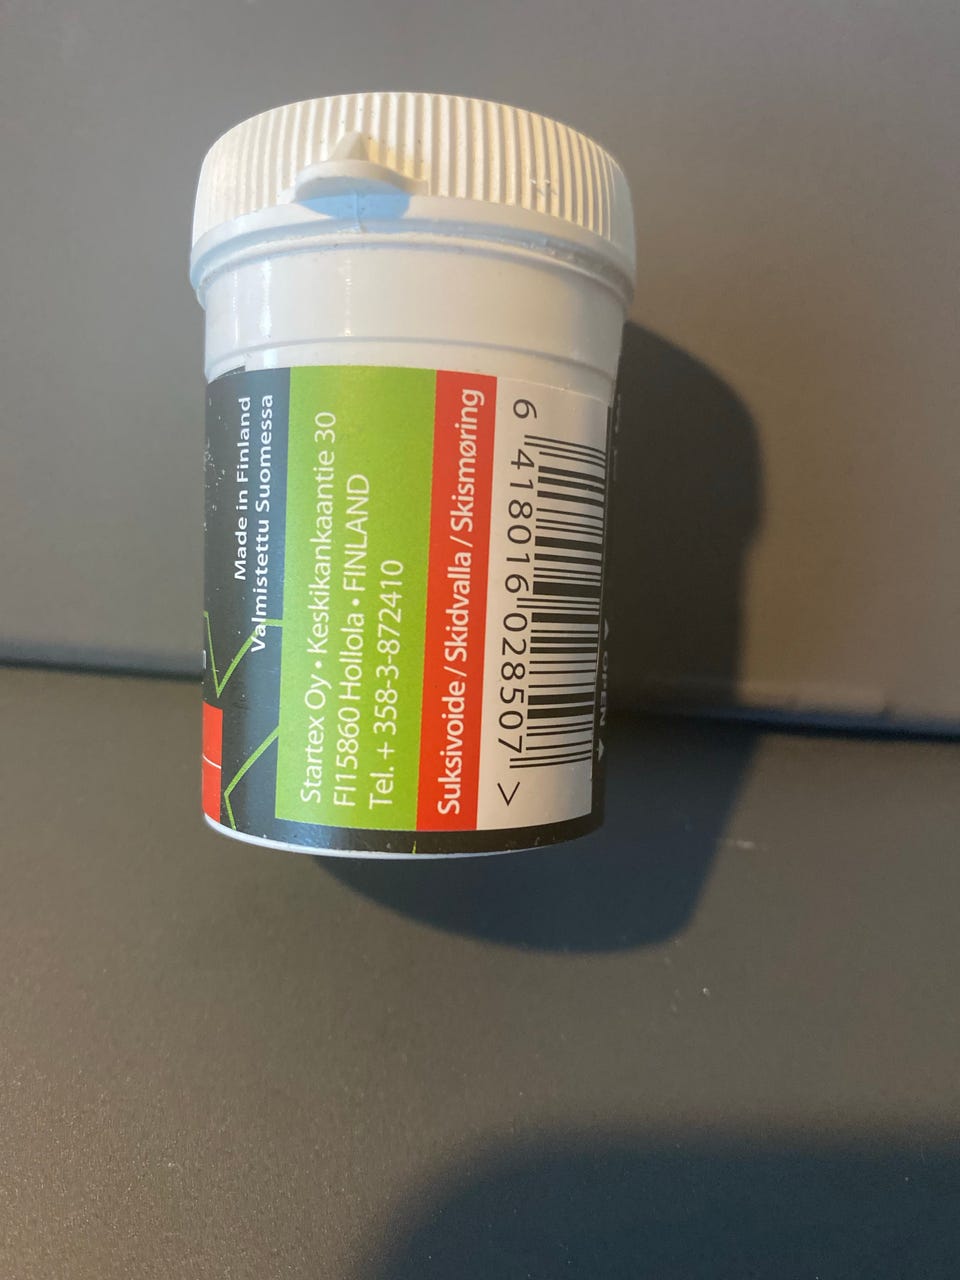 Made in Finland
Valmistettu Suomessa
Startex Oy • Keskikankaantie 30
FI15860 Hollola • FINLAND
Tel. + 358-3-872410
Suksivoide / Skidvalla / Skismøring
6 418016 028507 >
▲ OPEN ▲